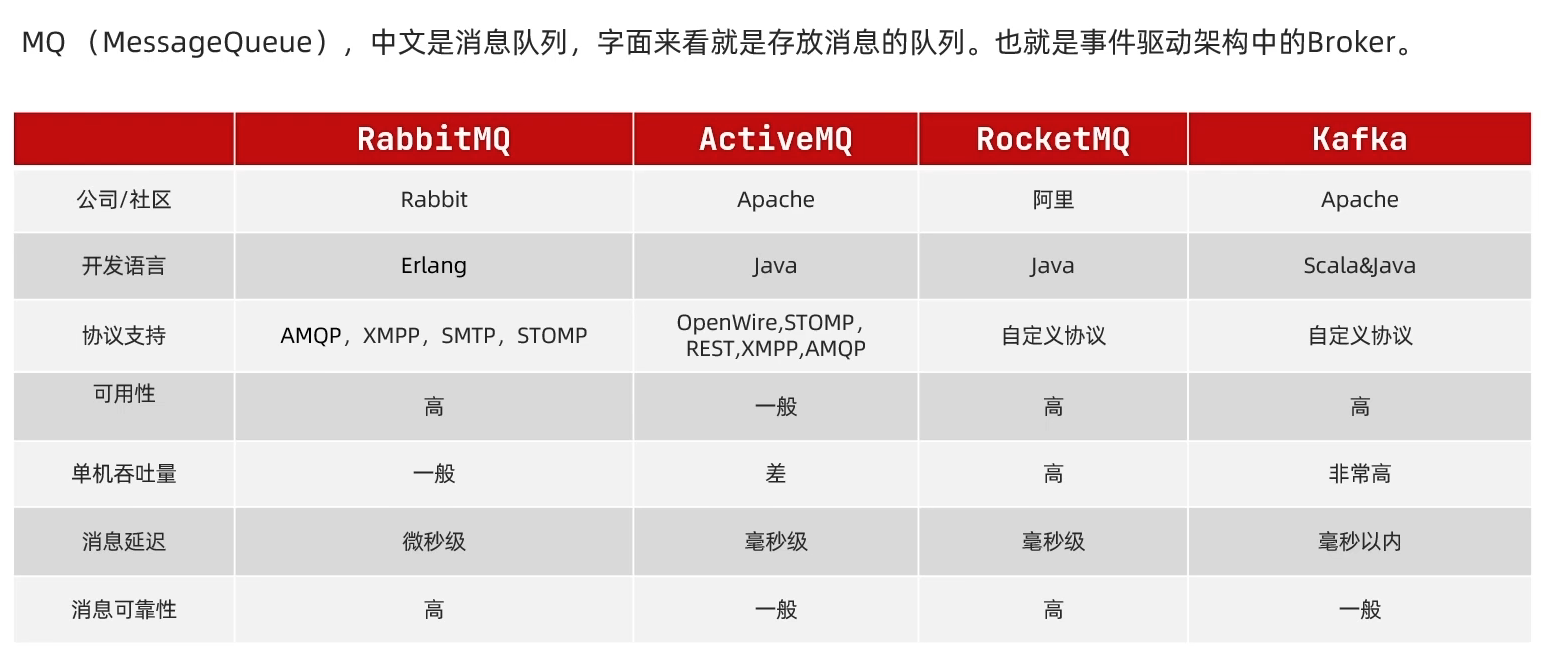 MQ （MessageQueue），中文是消息队列，字面来看就是存放消息的队列。也就是事件驱动架构中的Broker。
RabbitMQ ActiveMQ RocketMQ Kafka
公司/社区 Rabbit Apache 阿里 Apache
开发语言 Erlang Java Java Scala&Java
协议支持 AMQP，XMPP，SMTP，STOMP OpenWire,STOMP， 自定义协议 自定义协议
REST,XMPP,AMQP
可用性 高 一般 高 高
单机吞吐量 一般 差 高 非常高
消息延迟 微秒级 毫秒级 毫秒级 毫秒以内
消息可靠性 高 一般 高 一般